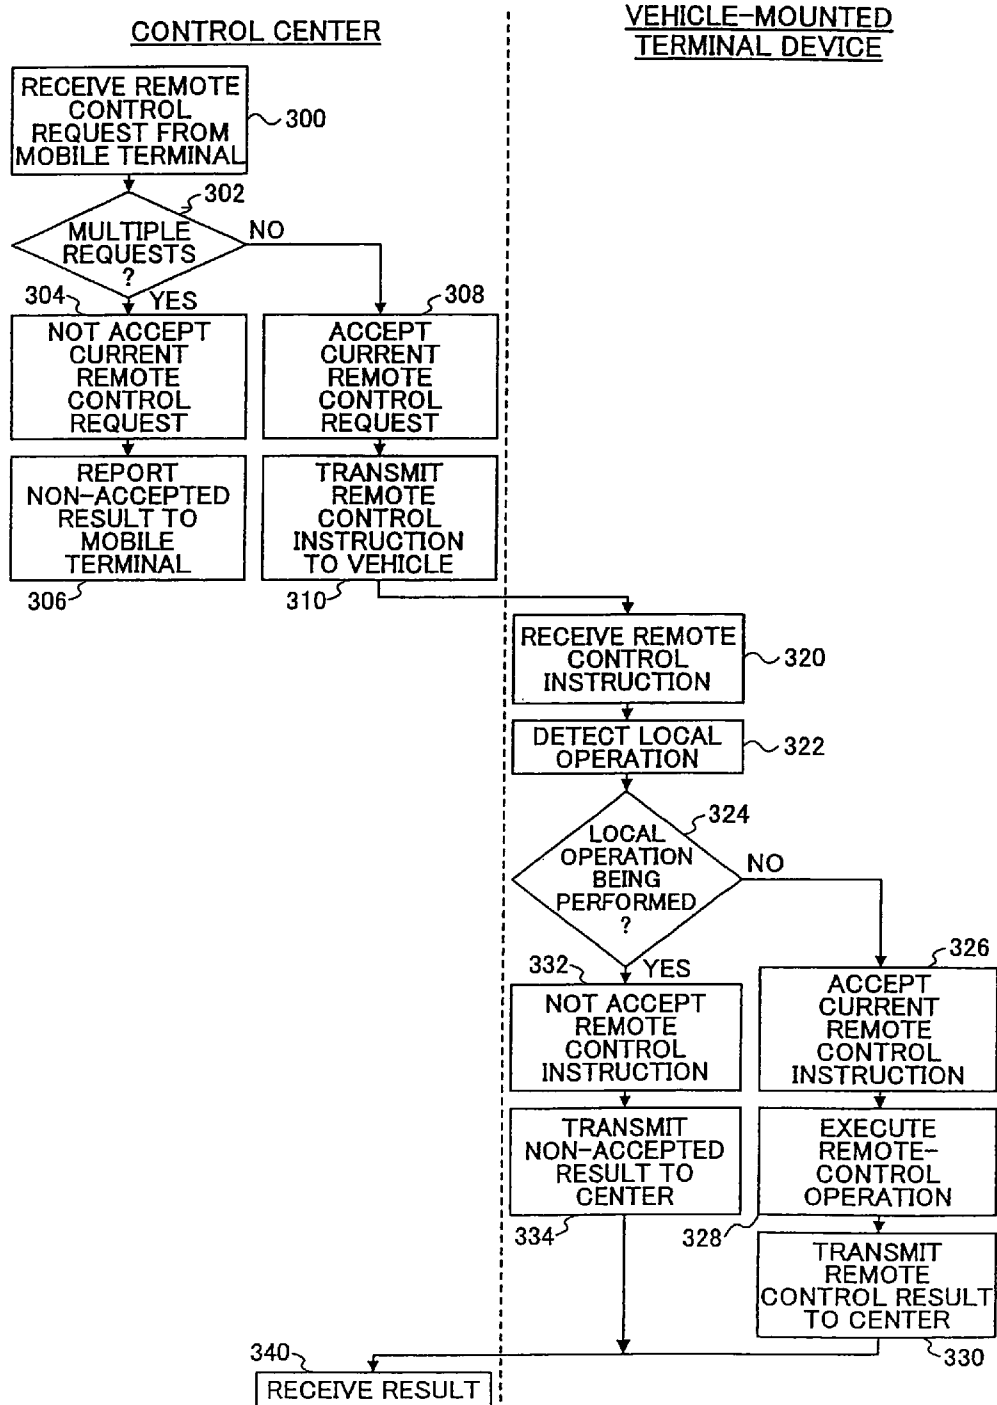 CONTROL CENTER
VEHICLE-MOUNTED
TERMINAL DEVICE
RECEIVE REMOTE
CONTROL
REQUEST FROM
MOBILE TERMINAL
300
302
MULTIPLE
REQUESTS
?
NO
YES
304
NOT ACCEPT
CURRENT
REMOTE
CONTROL
REQUEST
308
ACCEPT
CURRENT
REMOTE
CONTROL
REQUEST
REPORT
NON-ACCEPTED
RESULT TO
MOBILE
TERMINAL
306
TRANSMIT
REMOTE
CONTROL
INSTRUCTION
TO VEHICLE
310
RECEIVE REMOTE
CONTROL
INSTRUCTION
320
DETECT LOCAL
OPERATION
322
324
LOCAL
OPERATION
BEING
PERFORMED
?
NO
YES
332
NOT ACCEPT
REMOTE
CONTROL
INSTRUCTION
326
ACCEPT
CURRENT
REMOTE
CONTROL
INSTRUCTION
TRANSMIT
NON-ACCEPTED
RESULT TO
CENTER
334
EXECUTE
REMOTE-
CONTROL
OPERATION
328
TRANSMIT
REMOTE
CONTROL RESULT
TO CENTER
330
340
RECEIVE RESULT